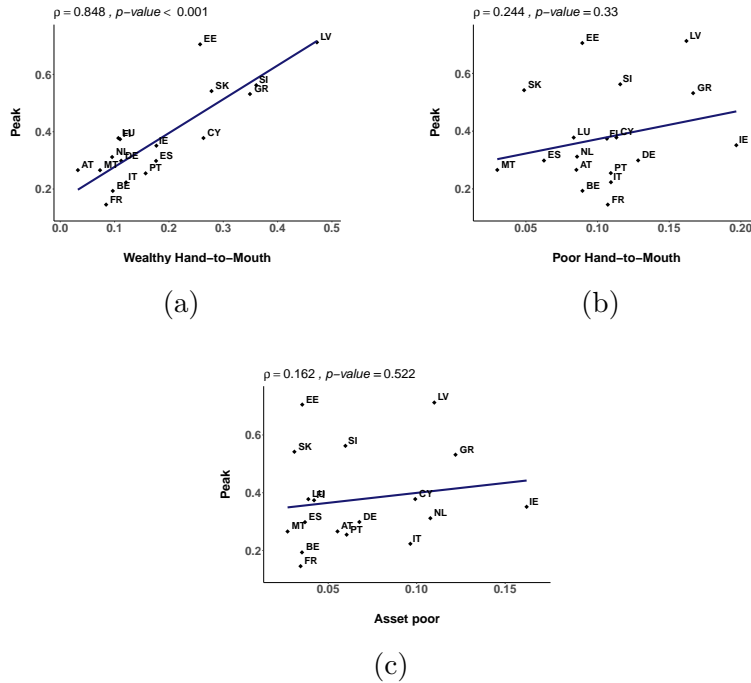 ρ = 0.848 , p−value < 0.001
Peak
0.6
0.4
0.2
EE
LV
SK
SI
GR
LU
FI
IE
CY
NL
DE
ES
AT
MT
IT
PT
BE
FR
0.0 0.1 0.2 0.3 0.4 0.5
Wealthy Hand−to−Mouth
(a)
ρ = 0.244 , p−value = 0.33
Peak
0.6
0.4
0.2
EE
LV
SK
SI
GR
LU
FI
CY
IE
ES
NL
DE
MT
AT
PT
IT
BE
FR
0.05 0.10 0.15 0.20
Poor Hand−to−Mouth
(b)
ρ = 0.162 , p−value = 0.522
Peak
0.6
0.4
0.2
EE
LV
SK
SI
GR
LU
FI
CY
IE
ES
DE
NL
MT
AT
PT
IT
BE
FR
0.05 0.10 0.15
Asset poor
(c)